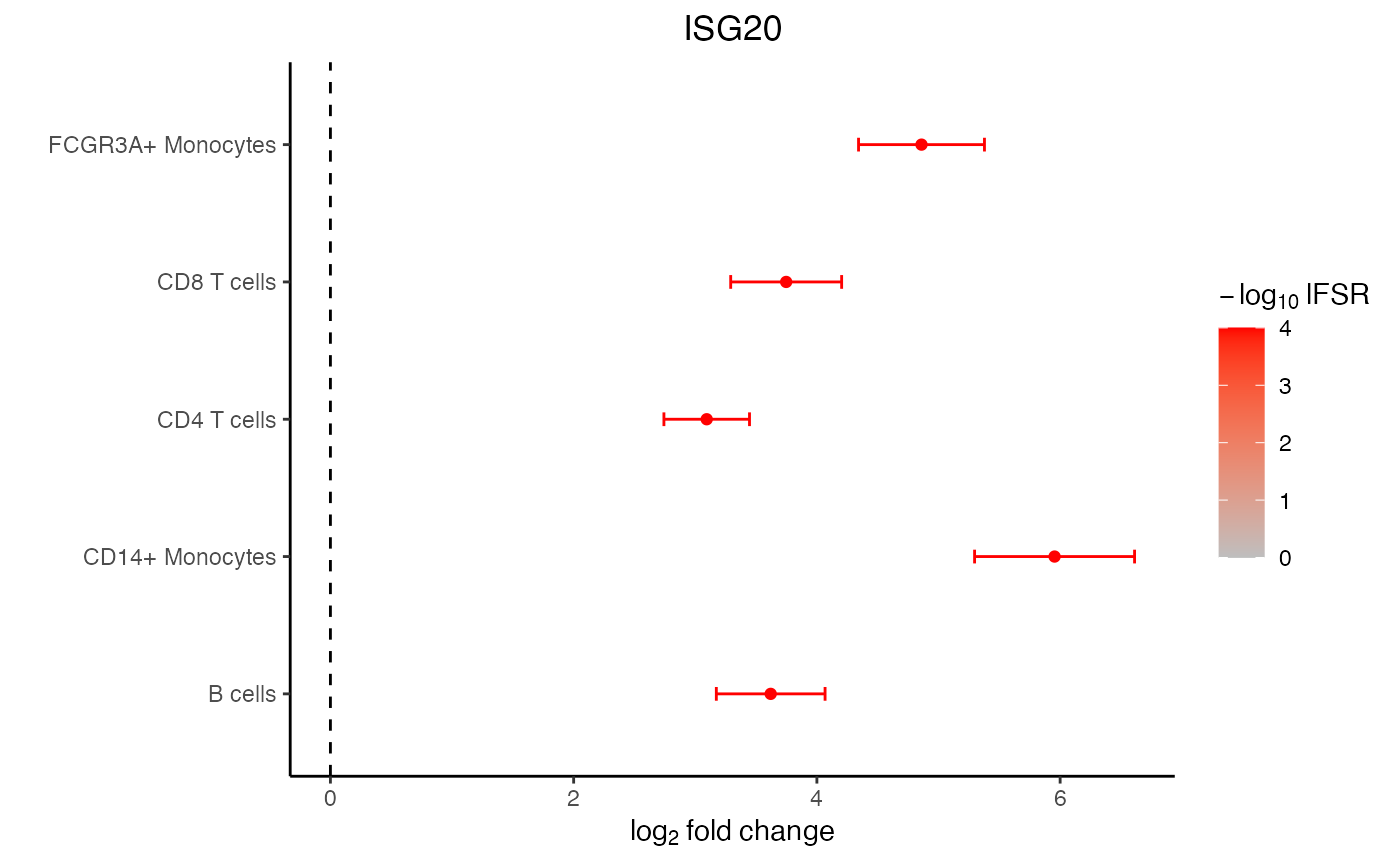 ISG20
FCGR3A+ Monocytes
CD8 T cells
CD4 T cells
CD14+ Monocytes
B cells
0 2 4 6
log₂ fold change
−log₁₀ lFSR
4
3
2
1
0